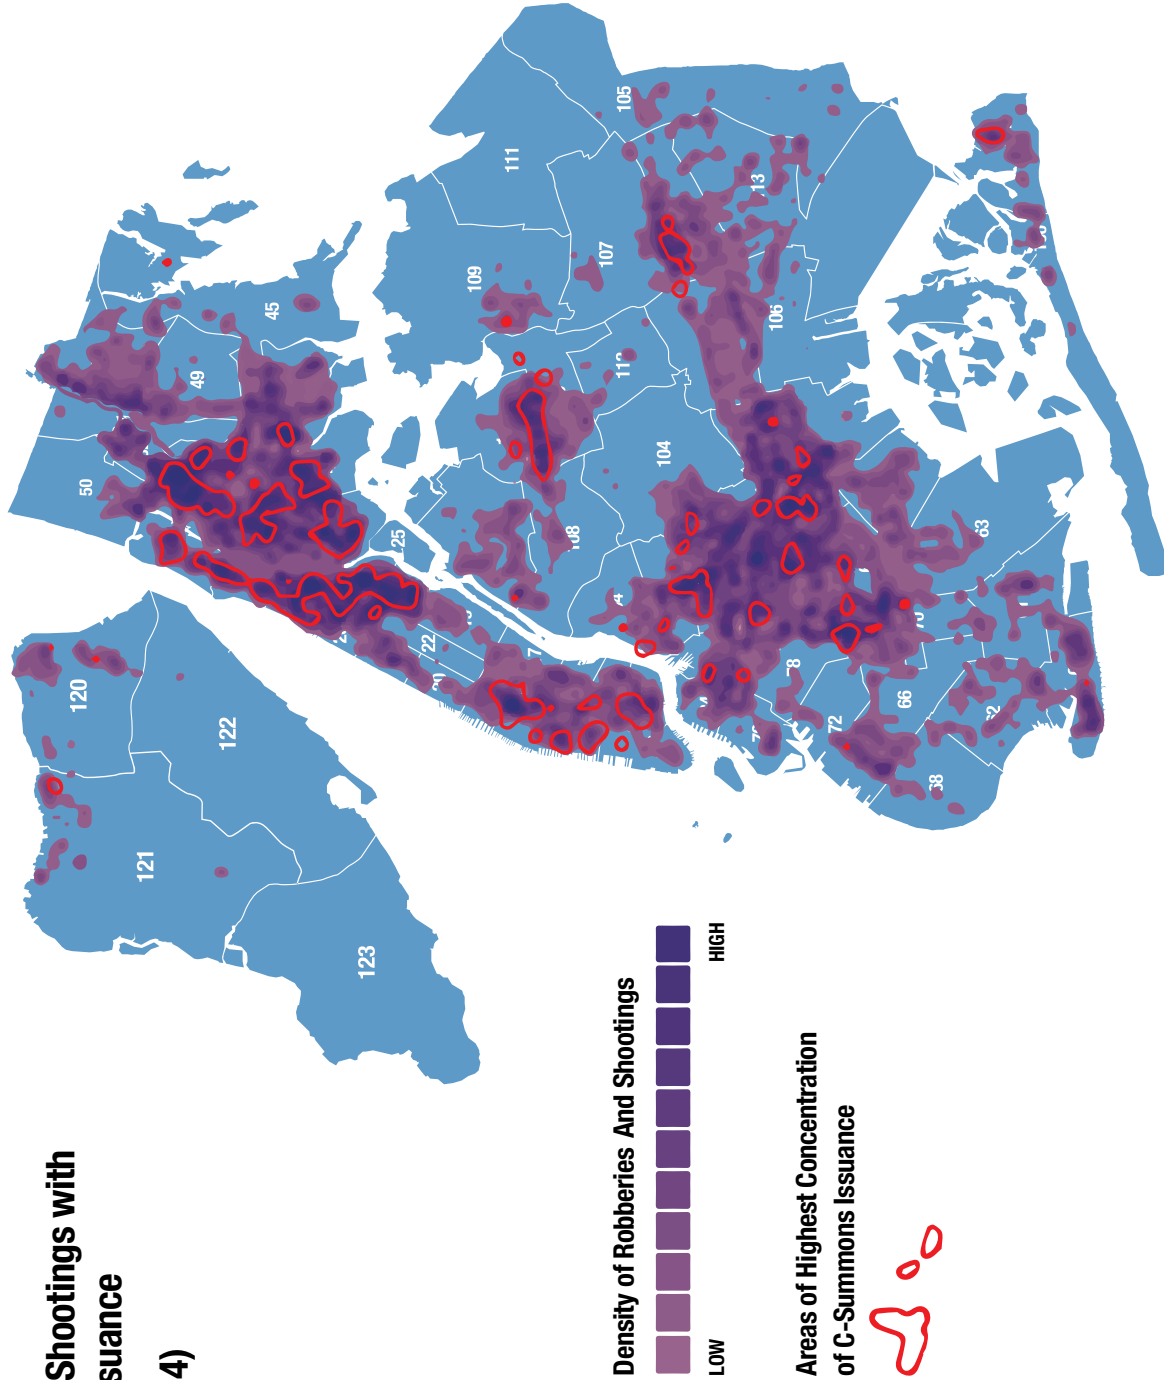 Shootings with
suance
4)
Density of Robberies And Shootings
LOW
HIGH
Areas of Highest Concentration
of C-Summons Issuance
120
121
122
123
50
49
45
25
22
111
109
107
105
104
106
13
63
66
72